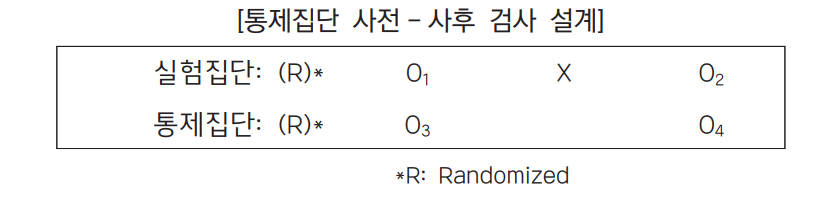 [통제집단 사전 – 사후 검사 설계]
실험집단: (R)* O₁ X O₂
통제집단: (R)* O₃ O₄
*R: Randomized